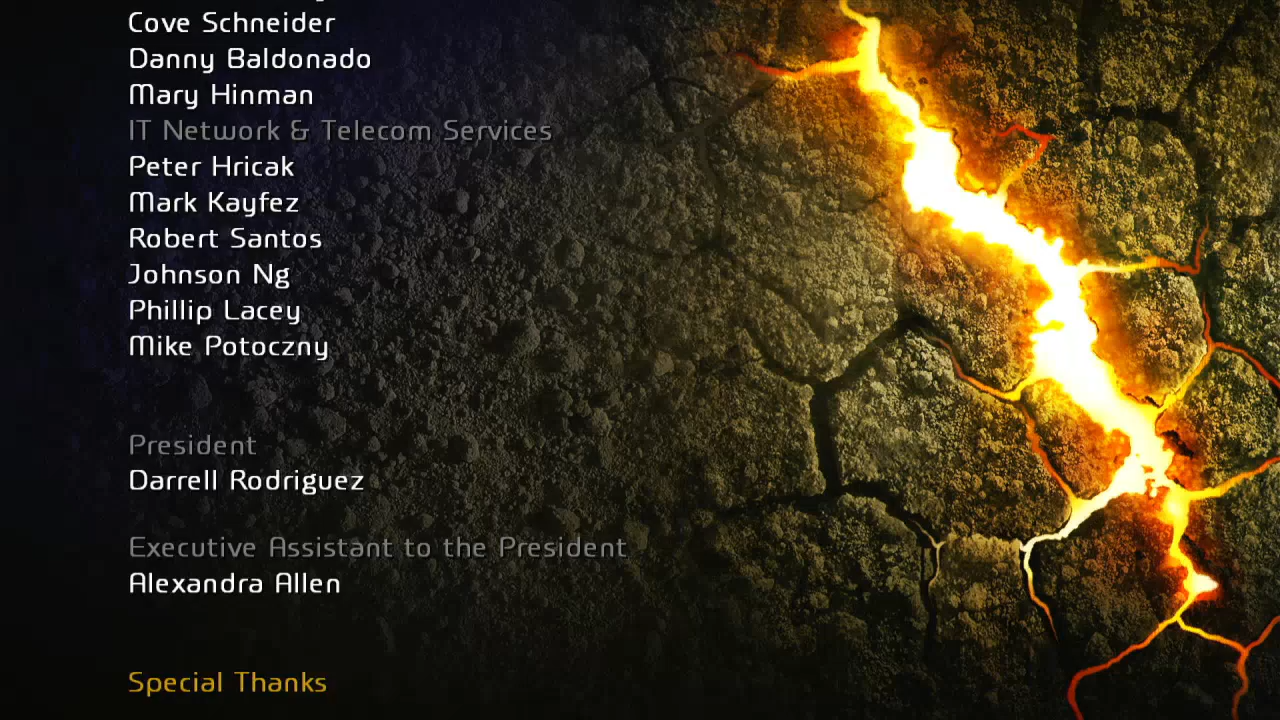 Cove Schneider
Danny Baldonado
Mary Hinman
IT Network & Telecom Services
Peter Hricak
Mark Kayfez
Robert Santos
Johnson Ng
Phillip Lacey
Mike Potoczny
President
Darrell Rodriguez
Executive Assistant to the President
Alexandra Allen
Special Thanks